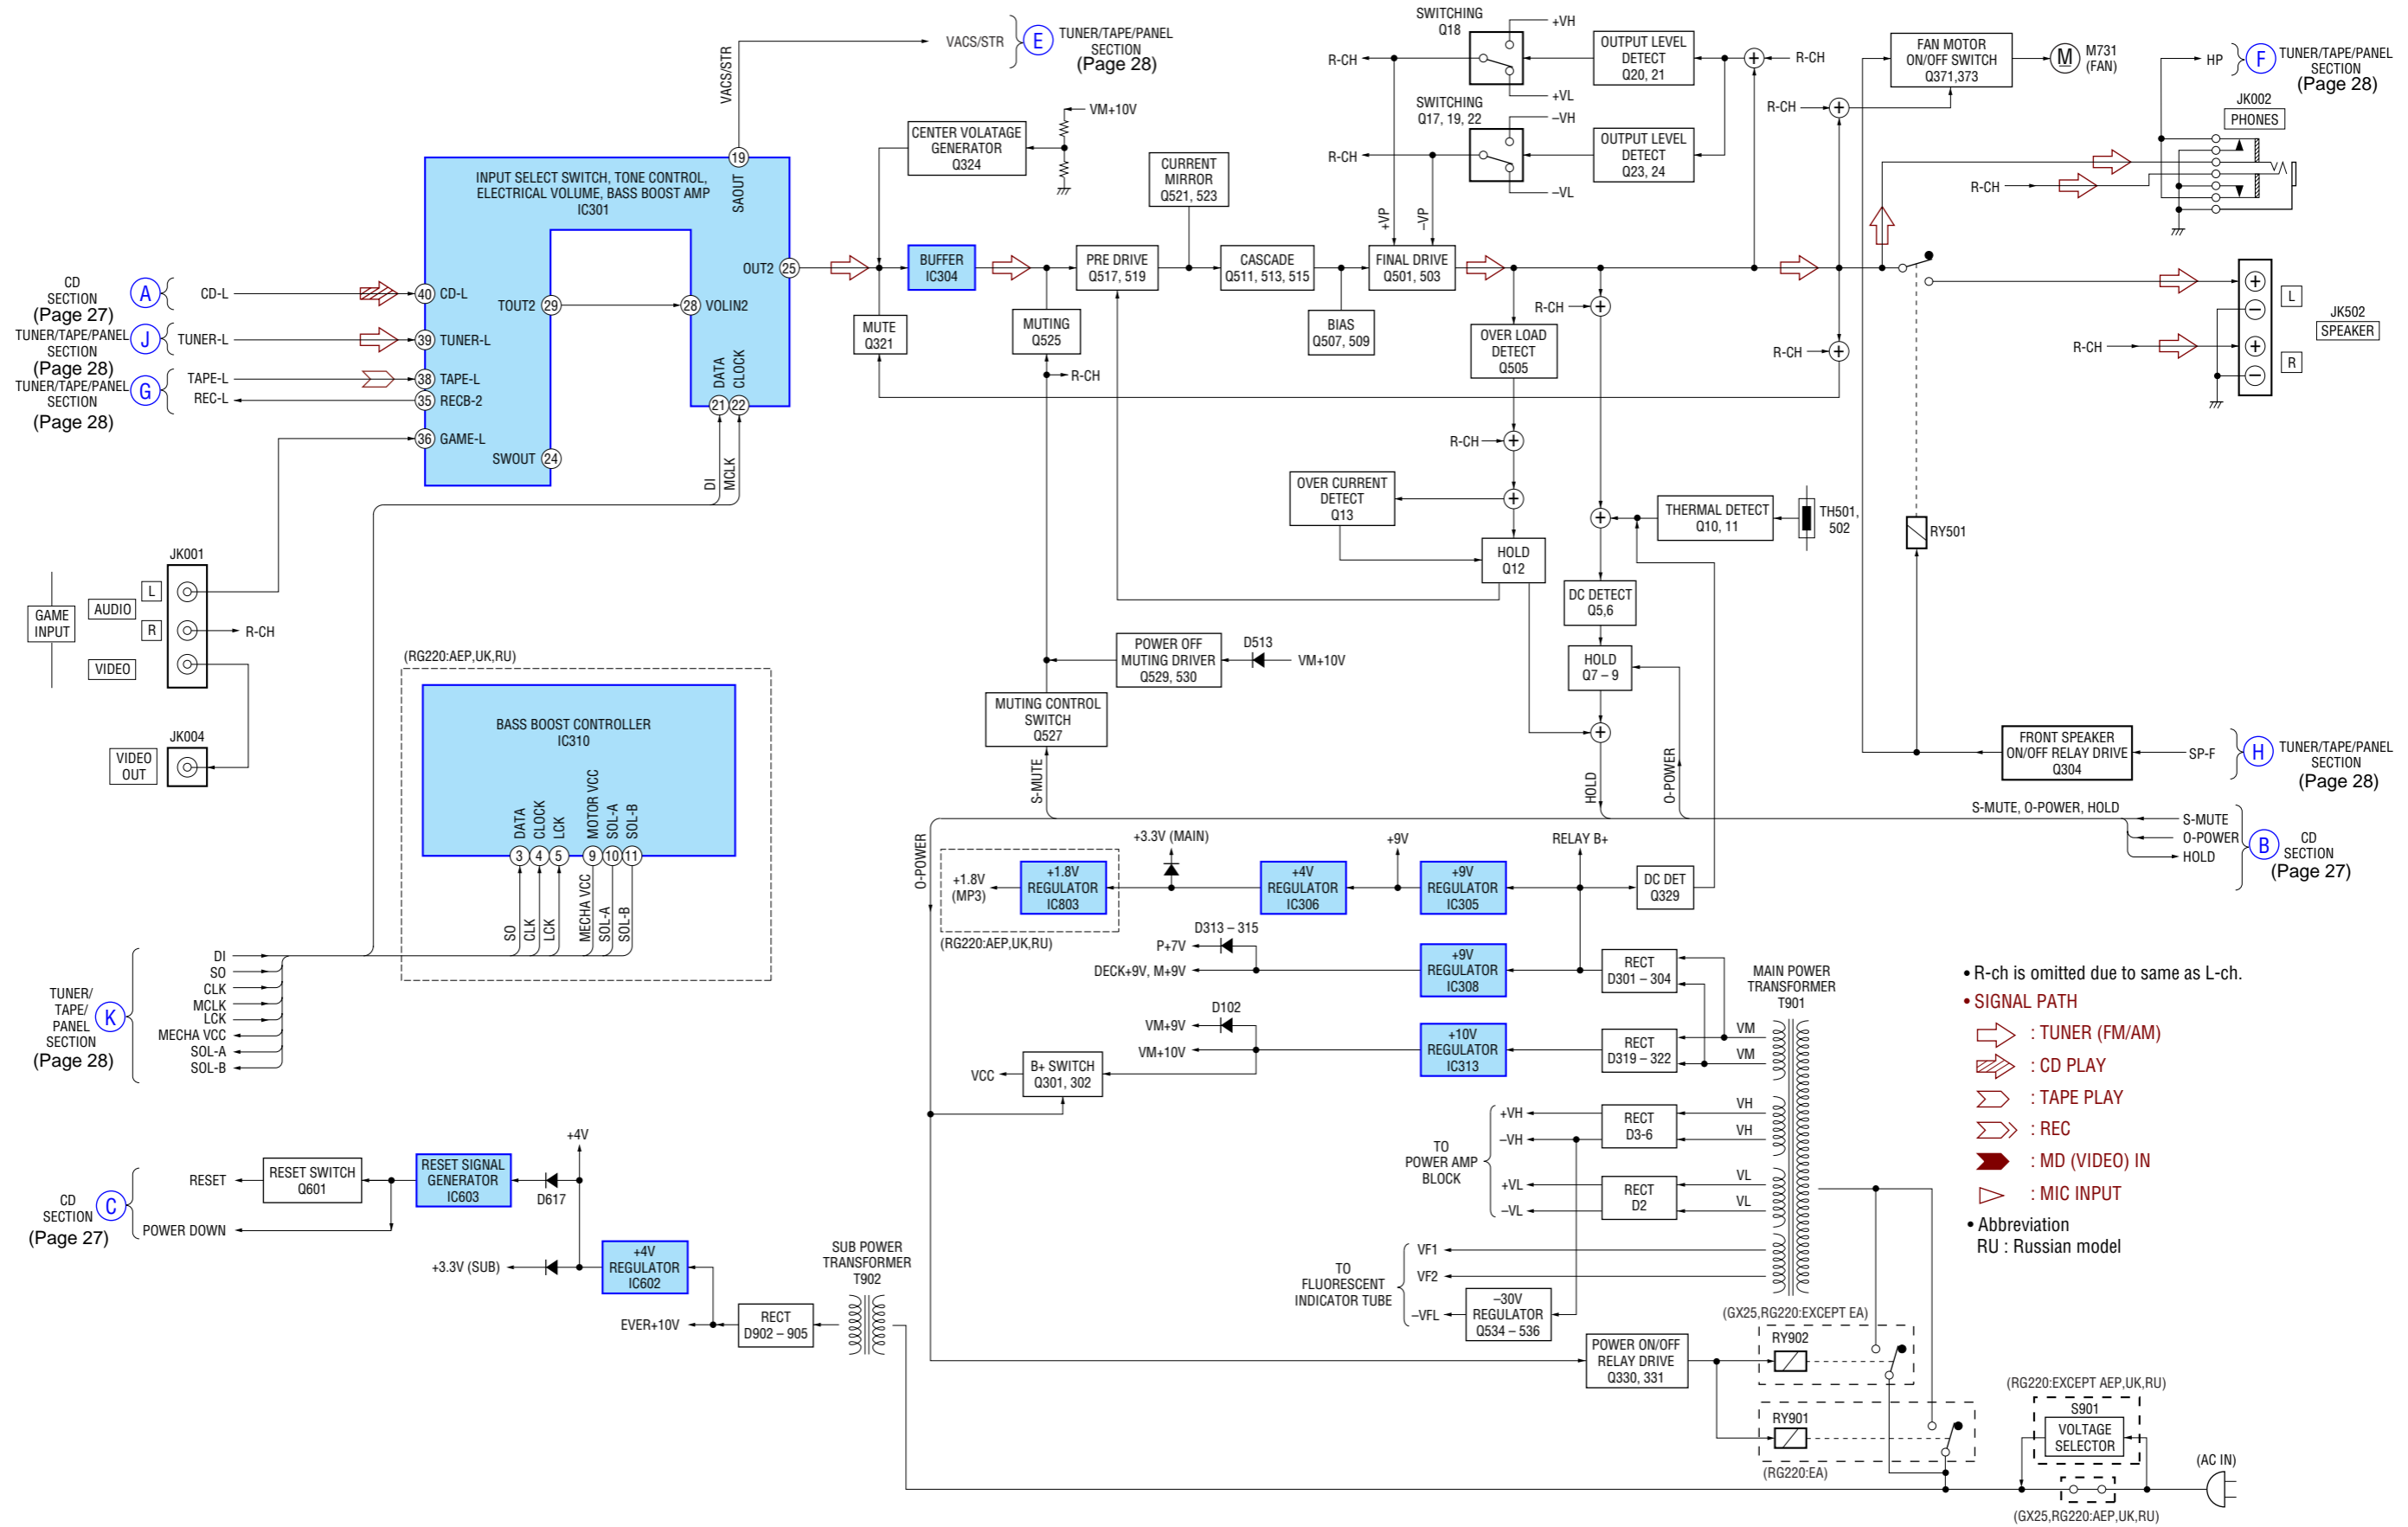 VACS/STR
VACS/STR
E
TUNER/TAPE/PANEL
SECTION
(Page 28)
SWITCHING
Q18
+VH
+VL
R-CH
OUTPUT LEVEL
DETECT
Q20, 21
R-CH
SWITCHING
Q17, 19, 22
–VH
–VL
R-CH
OUTPUT LEVEL
DETECT
Q23, 24
+VP
–VP
FAN MOTOR
ON/OFF SWITCH
Q371,373
M
M731
(FAN)
R-CH
HP
F
TUNER/TAPE/PANEL
SECTION
(Page 28)
JK002
PHONES
R-CH
VM+10V
CENTER VOLATAGE
GENERATOR
Q324
CURRENT
MIRROR
Q521, 523
INPUT SELECT SWITCH, TONE CONTROL,
ELECTRICAL VOLUME, BASS BOOST AMP
IC301
19
SAOUT
OUT2
25
TOUT2
29
28
VOLIN2
DATA
CLOCK
21
22
SWOUT
24
40
CD-L
39
TUNER-L
38
TAPE-L
35
RECB-2
36
GAME-L
DI
MCLK
CD
SECTION
(Page 27)
A
CD-L
TUNER/TAPE/PANEL
SECTION
(Page 28)
J
TUNER-L
TUNER/TAPE/PANEL
SECTION
(Page 28)
G
TAPE-L
REC-L
BUFFER
IC304
PRE DRIVE
Q517, 519
CASCADE
Q511, 513, 515
FINAL DRIVE
Q501, 503
MUTE
Q321
MUTING
Q525
R-CH
BIAS
Q507, 509
OVER LOAD
DETECT
Q505
R-CH
R-CH
R-CH
L
R
JK502
SPEAKER
R-CH
OVER CURRENT
DETECT
Q13
HOLD
Q12
THERMAL DETECT
Q10, 11
TH501,
502
RY501
DC DETECT
Q5,6
HOLD
Q7 – 9
JK001
GAME
INPUT
AUDIO
L
R
VIDEO
R-CH
JK004
VIDEO
OUT
(RG220:AEP,UK,RU)
BASS BOOST CONTROLLER
IC310
DATA
CLOCK
LCK
MOTOR VCC
SOL-A
SOL-B
3
4
5
9
10
11
SO
CLK
LCK
MECHA VCC
SOL-A
SOL-B
POWER OFF
MUTING DRIVER
Q529, 530
D513
VM+10V
MUTING CONTROL
SWITCH
Q527
S-MUTE
HOLD
O-POWER
FRONT SPEAKER
ON/OFF RELAY DRIVE
Q304
SP-F
H
TUNER/TAPE/PANEL
SECTION
(Page 28)
S-MUTE, O-POWER, HOLD
S-MUTE
O-POWER
HOLD
B
CD
SECTION
(Page 27)
O-POWER
+1.8V
(MP3)
+1.8V
REGULATOR
IC803
(RG220:AEP,UK,RU)
+3.3V (MAIN)
+4V
REGULATOR
IC306
+9V
+9V
REGULATOR
IC305
RELAY B+
DC DET
Q329
D313 – 315
P+7V
DECK+9V, M+9V
+9V
REGULATOR
IC308
RECT
D301 – 304
MAIN POWER
TRANSFORMER
T901
D102
VM+9V
VM+10V
+10V
REGULATOR
IC313
RECT
D319 – 322
VM
VM
VCC
B+ SWITCH
Q301, 302
TO
POWER AMP
BLOCK
+VH
–VH
RECT
D3-6
VH
VH
+VL
–VL
RECT
D2
VL
VL
TO
FLUORESCENT
INDICATOR TUBE
VF1
VF2
–VFL
–30V
REGULATOR
Q534 – 536
TUNER/
TAPE/
PANEL
SECTION
(Page 28)
K
DI
SO
CLK
MCLK
LCK
MECHA VCC
SOL-A
SOL-B
CD
SECTION
(Page 27)
C
RESET
POWER DOWN
RESET SWITCH
Q601
RESET SIGNAL
GENERATOR
IC603
D617
+4V
+3.3V (SUB)
+4V
REGULATOR
IC602
EVER+10V
RECT
D902 – 905
SUB POWER
TRANSFORMER
T902
POWER ON/OFF
RELAY DRIVE
Q330, 331
(GX25,RG220:EXCEPT EA)
RY902
RY901
(RG220:EA)
(RG220:EXCEPT AEP,UK,RU)
S901
VOLTAGE
SELECTOR
(GX25,RG220:AEP,UK,RU)
(AC IN)
• R-ch is omitted due to same as L-ch.
• SIGNAL PATH
: TUNER (FM/AM)
: CD PLAY
: TAPE PLAY
: REC
: MD (VIDEO) IN
: MIC INPUT
• Abbreviation
RU : Russian model